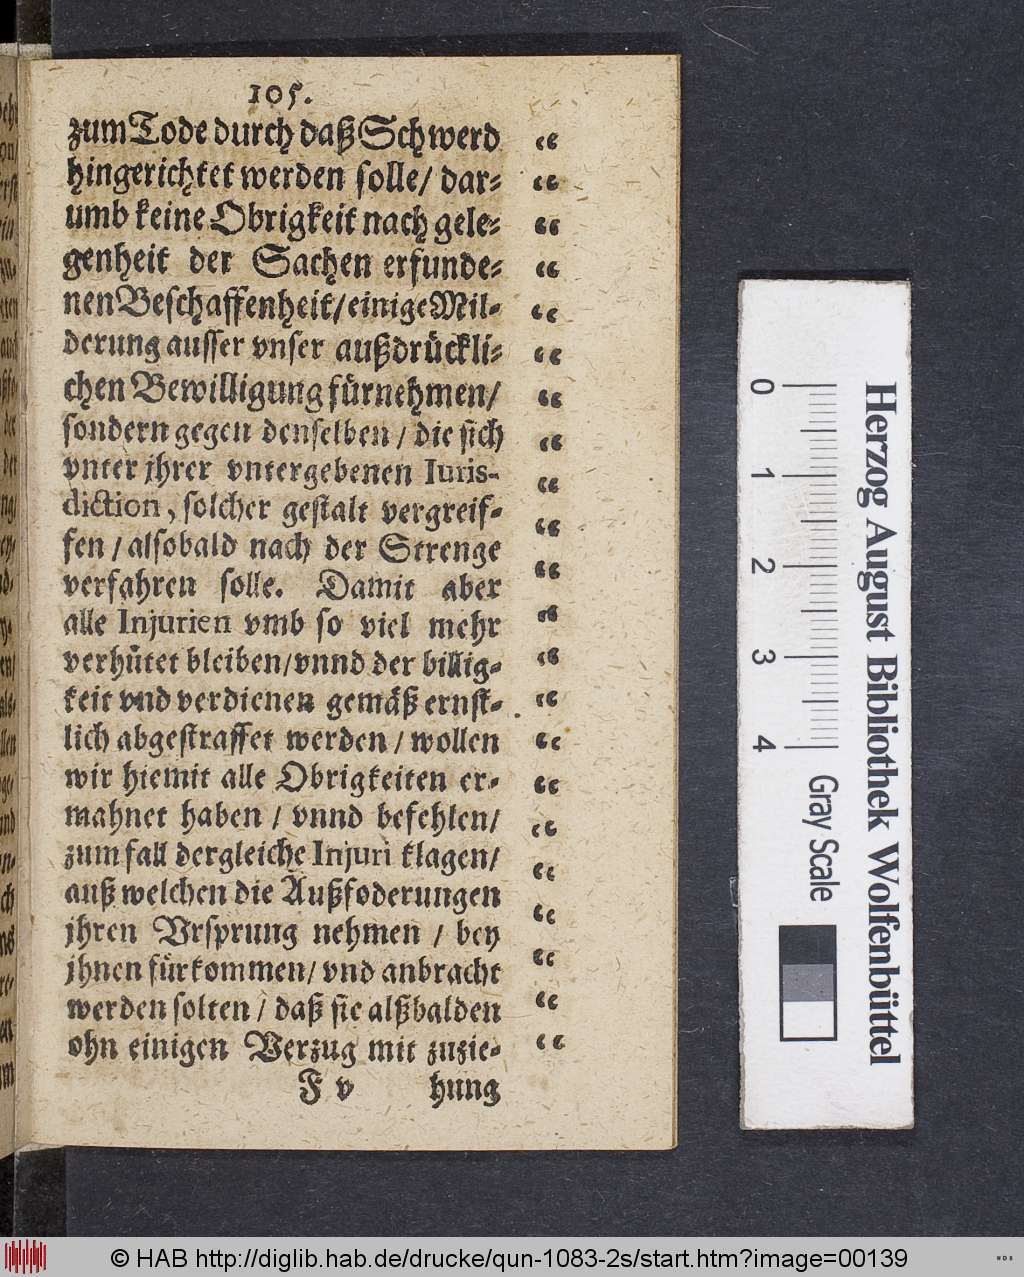 105.
zum Tode durch daß Schwerd “
hingerichtet werden solle/ dar- “
umb keine Obrigkeit nach gele- “
genheit der Sachen erfunde- “
nen Beschaffenheit/ einige Mil- “
derung ausser vnser außdrückli- “
chen Bewilligung fürnehmen/ “
sondern gegen denselben / die sich “
vnter jhrer vntergebenen Iuris- “
diction, solcher gestalt vergreif- “
fen / alsobald nach der Strenge “
verfahren solle. Damit aber “
alle Injurien vmb so viel mehr “
verhütet bleiben/ vnnd der billig- “
keit vnd verdienen gemäß ernst- “
lich abgestraffet werden / wollen “
wir hiemit alle Obrigkeiten er- “
mahnet haben / vnnd befehlen/ “
zum fall dergleiche Injuri klagen/ “
auß welchen die Außfoderungen “
jhren Vrsprung nehmen / bey “
jhnen fürkommen/ vnd anbracht “
werden solten / daß sie alßbalden “
ohn einigen Verzug mit zuzie- “
F v hung
0 1 2 3 4
Gray Scale
Herzog August Bibliothek Wolfenbüttel
© HAB http://diglib.hab.de/drucke/qun-1083-2s/start.htm?image=00139